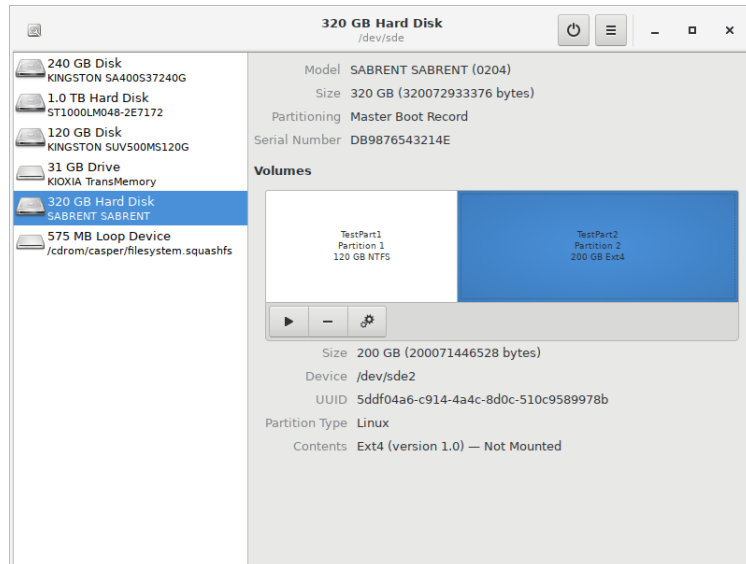 320 GB Hard Disk
/dev/sde
240 GB Disk
KINGSTON SA400S37240G
1.0 TB Hard Disk
ST1000LM048-2E7172
120 GB Disk
KINGSTON SUV500MS120G
31 GB Drive
KIOXIA TransMemory
320 GB Hard Disk
SABRENT SABRENT
575 MB Loop Device
/cdrom/casper/filesystem.squashfs
Model SABRENT SABRENT (0204)
Size 320 GB (320072933376 bytes)
Partitioning Master Boot Record
Serial Number DB9876543214E
Volumes
TestPart1
Partition 1
120 GB NTFS
TestPart2
Partition 2
200 GB Ext4
Size 200 GB (200071446528 bytes)
Device /dev/sde2
UUID 5ddf04a6-c914-4a4c-8d0c-510c9589978b
Partition Type Linux
Contents Ext4 (version 1.0) — Not Mounted